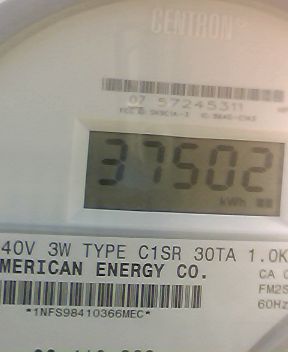 CENTRON
07 57245311
37502
kWh
40V 3W TYPE C1SR 30TA 1.0K
MERICAN ENERGY CO.
CA
FM2S
60Hz
*1NFS98410366MEC*